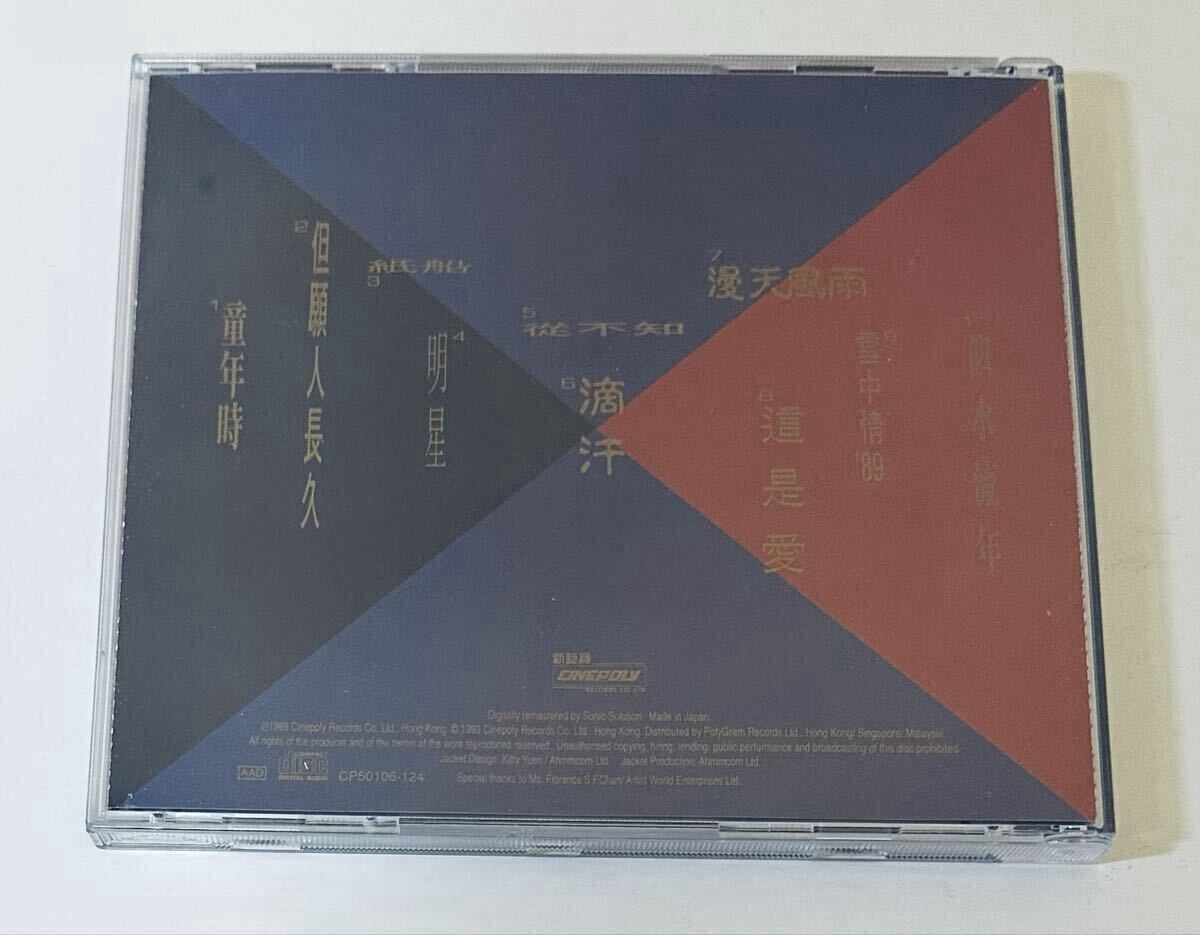 1 童年時
2 但願人長久
3 紙船
4 明星
5 從不知
6 滴汗
7 漫天風雨
8 這是愛
9 雪中情'89
10 似水流年
新藝寶
CINEPOLY
RECORDS CO. LTD
Digitally remastered by Sonic Solution. Made in Japan.
℗1989 Cinepoly Records Co. Ltd., Hong Kong. © 1993 Cinepoly Records Co. Ltd., Hong Kong. Distributed by PolyGram Records Ltd., Hong Kong/ Singapore, Malaysia.
All rights of the producer and of the owner of the work reproduced reserved. Unauthorised copying, hiring, lending, public performance and broadcasting of this disc prohibited.
Jacket Design: Kitty Yuen / Ahmmcom Ltd. Jacket Production: Ahmmcom Ltd.
AAD COMPACT disc DIGITAL AUDIO CP50106-124 Special thanks to Ms. Florence S.F.Chan/ Artist World Enterprises Ltd.